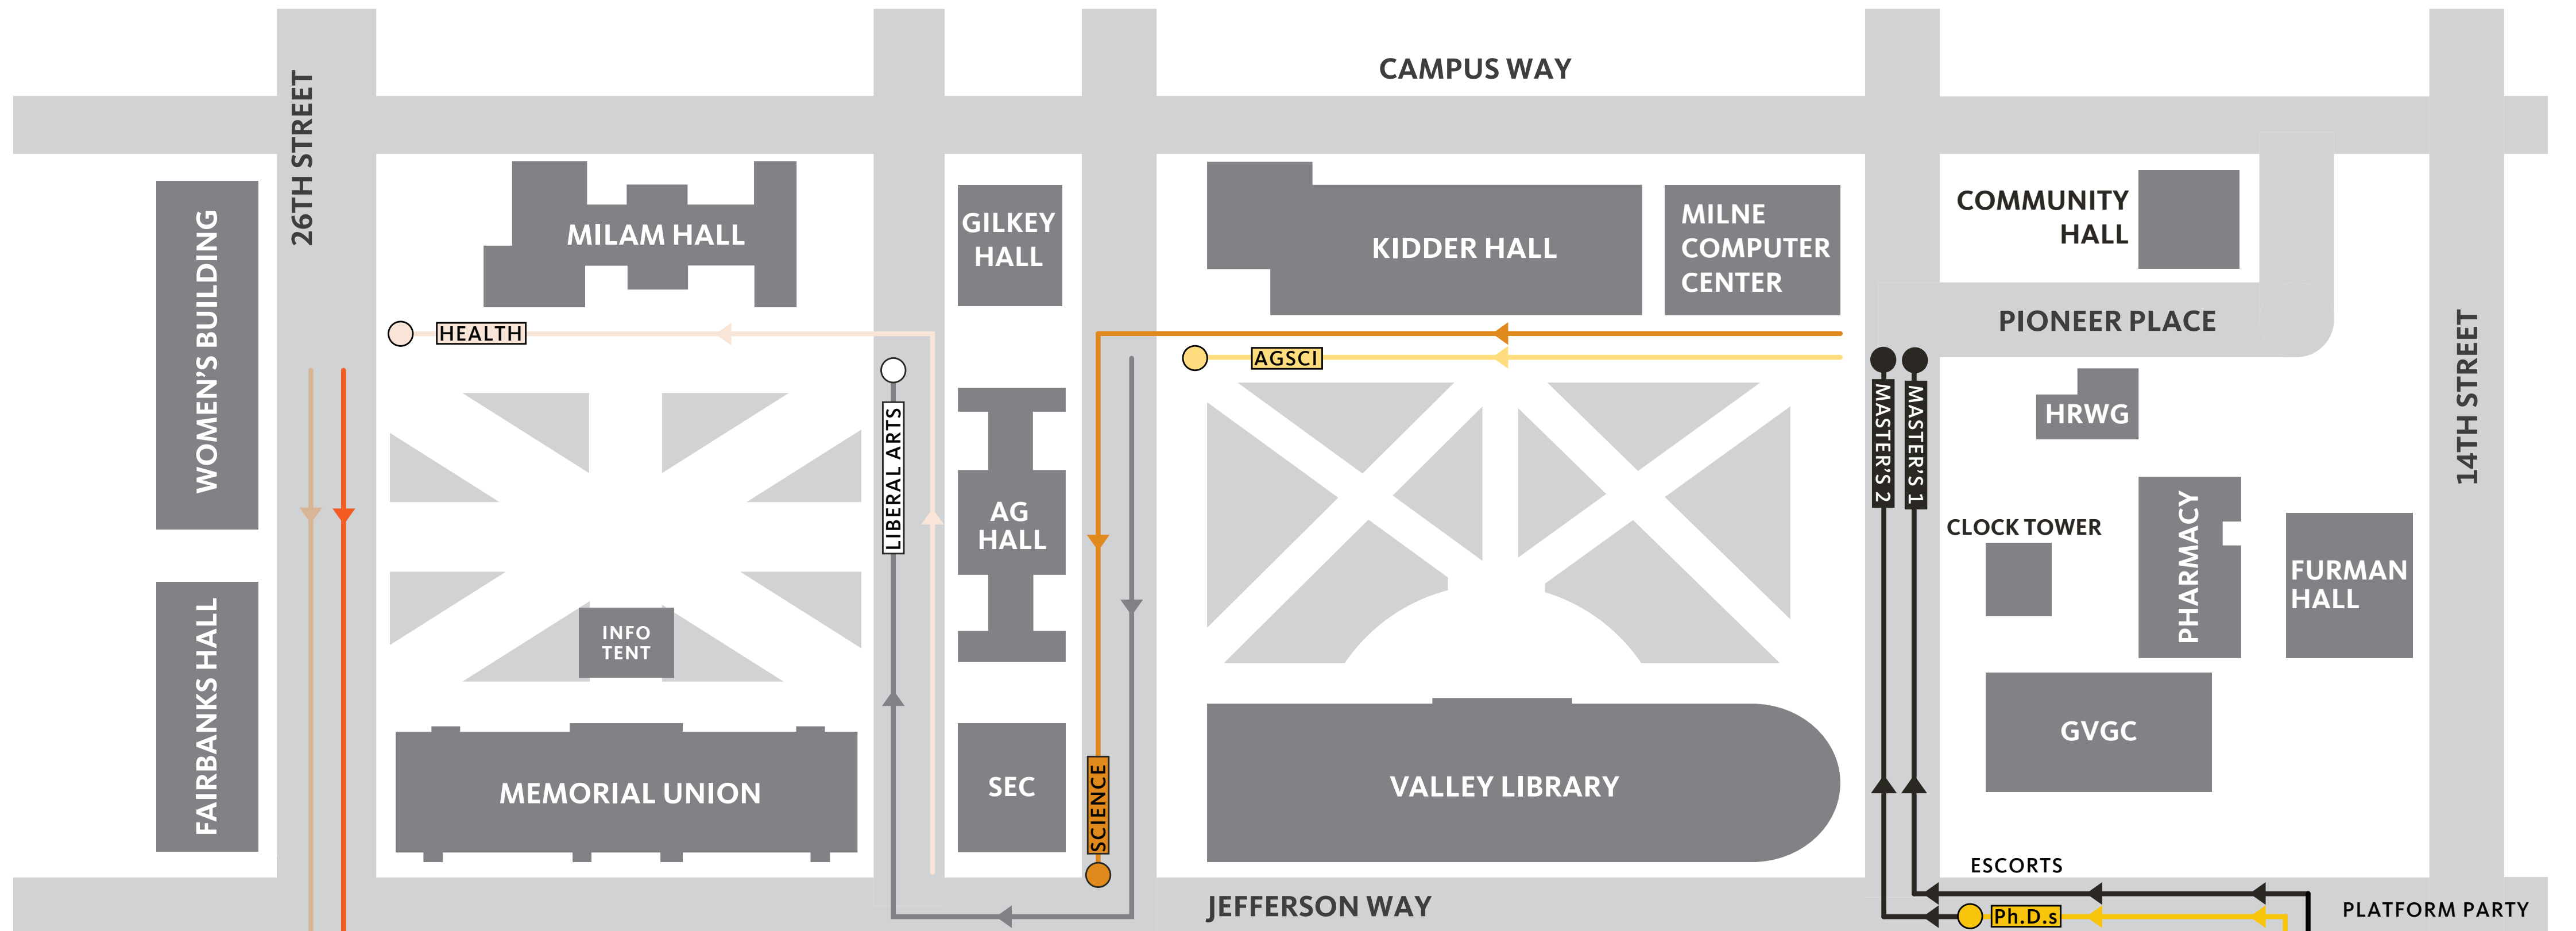 CAMPUS WAY
26TH STREET
WOMEN'S BUILDING
MILAM HALL
GILKEY
HALL
KIDDER HALL
MILNE
COMPUTER
CENTER
COMMUNITY
HALL
PIONEER PLACE
14TH STREET
HEALTH
AGSCI
LIBERAL ARTS
MASTER'S 2
MASTER'S 1
HRWG
AG
HALL
CLOCK TOWER
PHARMACY
FURMAN
HALL
INFO
TENT
FAIRBANKS HALL
MEMORIAL UNION
SEC
SCIENCE
VALLEY LIBRARY
GVGC
ESCORTS
JEFFERSON WAY
Ph.D.s
PLATFORM PARTY